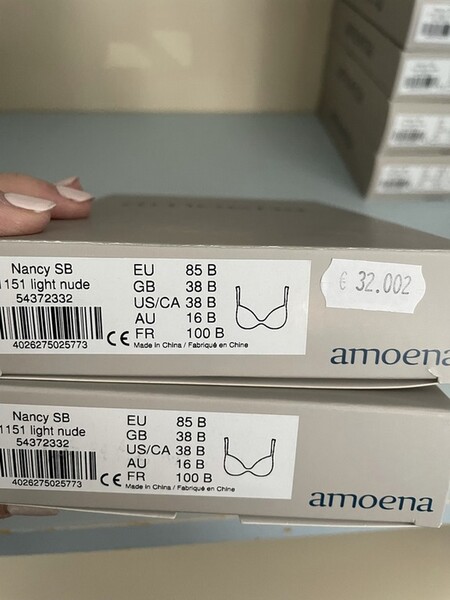 Nancy SB
1151 light nude
54372332
4026275025773
CE
EU 85 B
GB 38 B
US/CA 38 B
AU 16 B
FR 100 B
Made in China / Fabriqué en Chine
€ 32.002
amoena
Nancy SB
1151 light nude
54372332
4026275025773
CE
EU 85 B
GB 38 B
US/CA 38 B
AU 16 B
FR 100 B
Made in China / Fabriqué en Chine
amoena